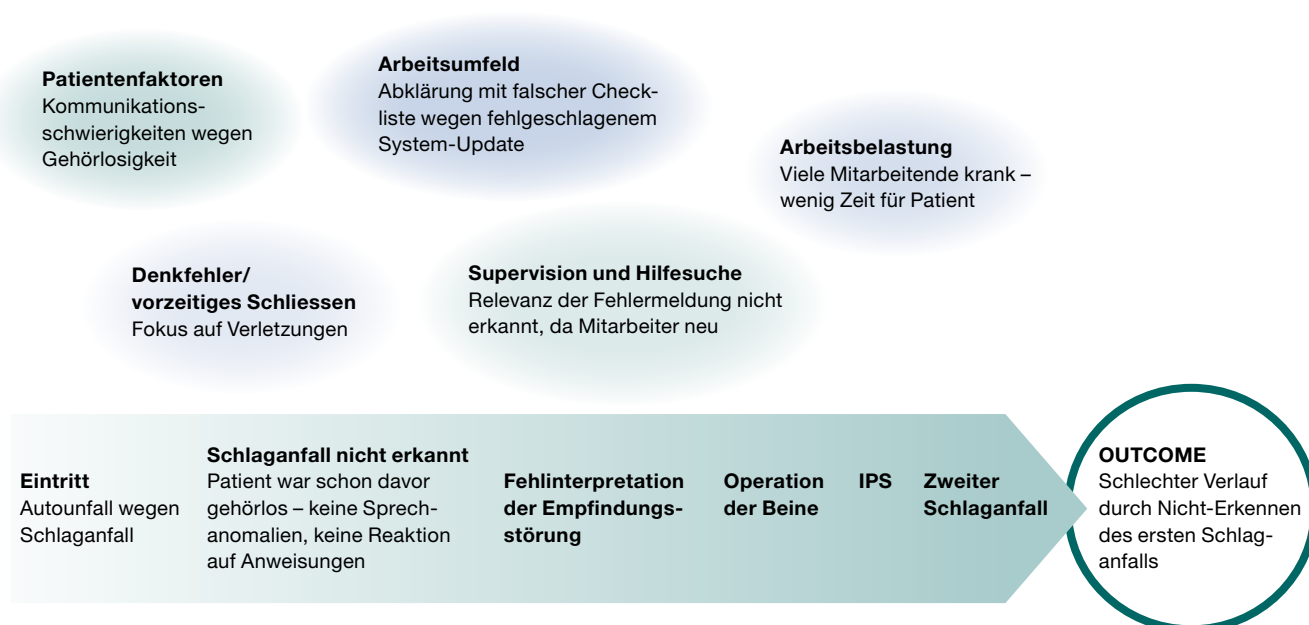 Patientenfaktoren
Kommunikations-
schwierigkeiten wegen
Gehörlosigkeit
Arbeitsumfeld
Abklärung mit falscher Check-
liste wegen fehlgeschlagenem
System-Update
Arbeitsbelastung
Viele Mitarbeitende krank –
wenig Zeit für Patient
Denkfehler/
vorzeitiges Schliessen
Fokus auf Verletzungen
Supervision und Hilfesuche
Relevanz der Fehlermeldung nicht
erkannt, da Mitarbeiter neu
Eintritt
Autounfall wegen
Schlaganfall
Schlaganfall nicht erkannt
Patient war schon davor
gehörlos – keine Sprech-
anomalien, keine Reaktion
auf Anweisungen
Fehlinterpretation
der Empfindungs-
störung
Operation
der Beine
IPS
Zweiter
Schlaganfall
OUTCOME
Schlechter Verlauf
durch Nicht-Erkennen
des ersten Schlag-
anfalls